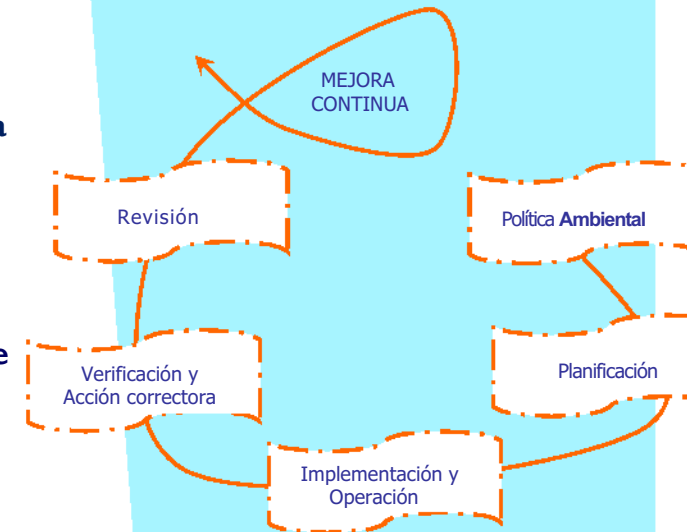 MEJORA
CONTINUA
a
Revisión
Política Ambiental
e
Verificación y
Acción correctora
Planificación
Implementación y
Operación